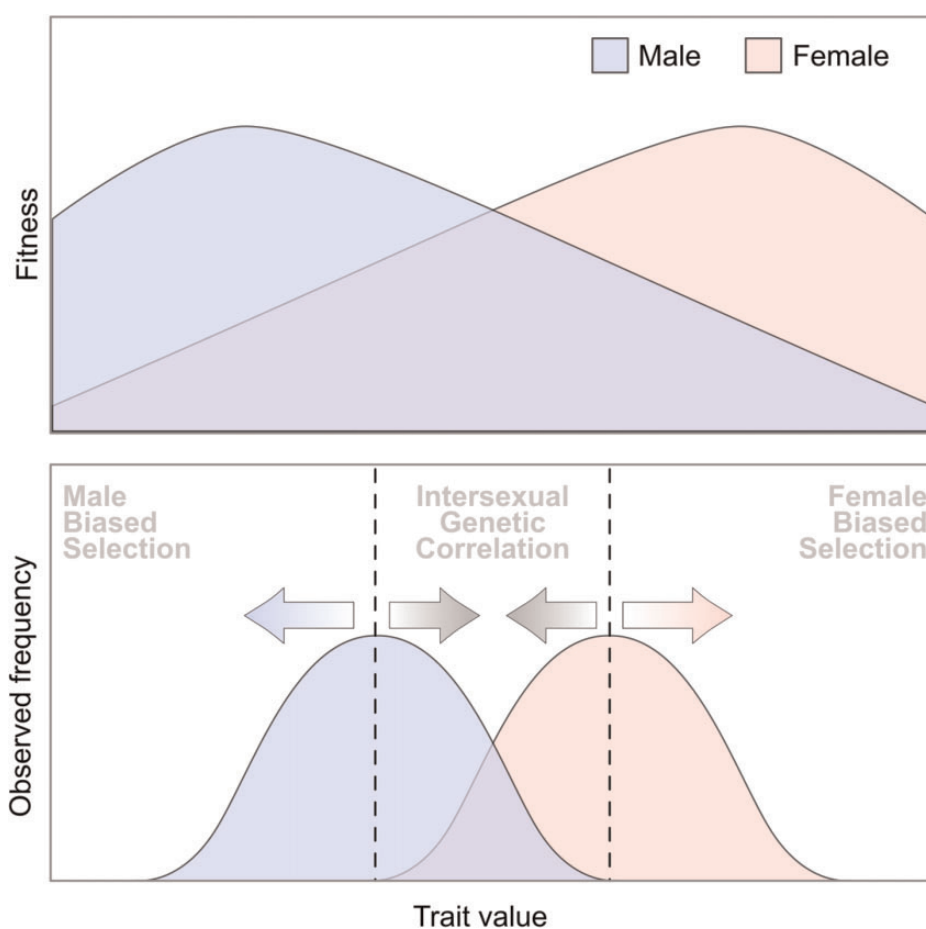 Male
Female
Fitness
Male
Biased
Selection
Intersexual
Genetic
Correlation
Female
Biased
Selection
Observed frequency
Trait value